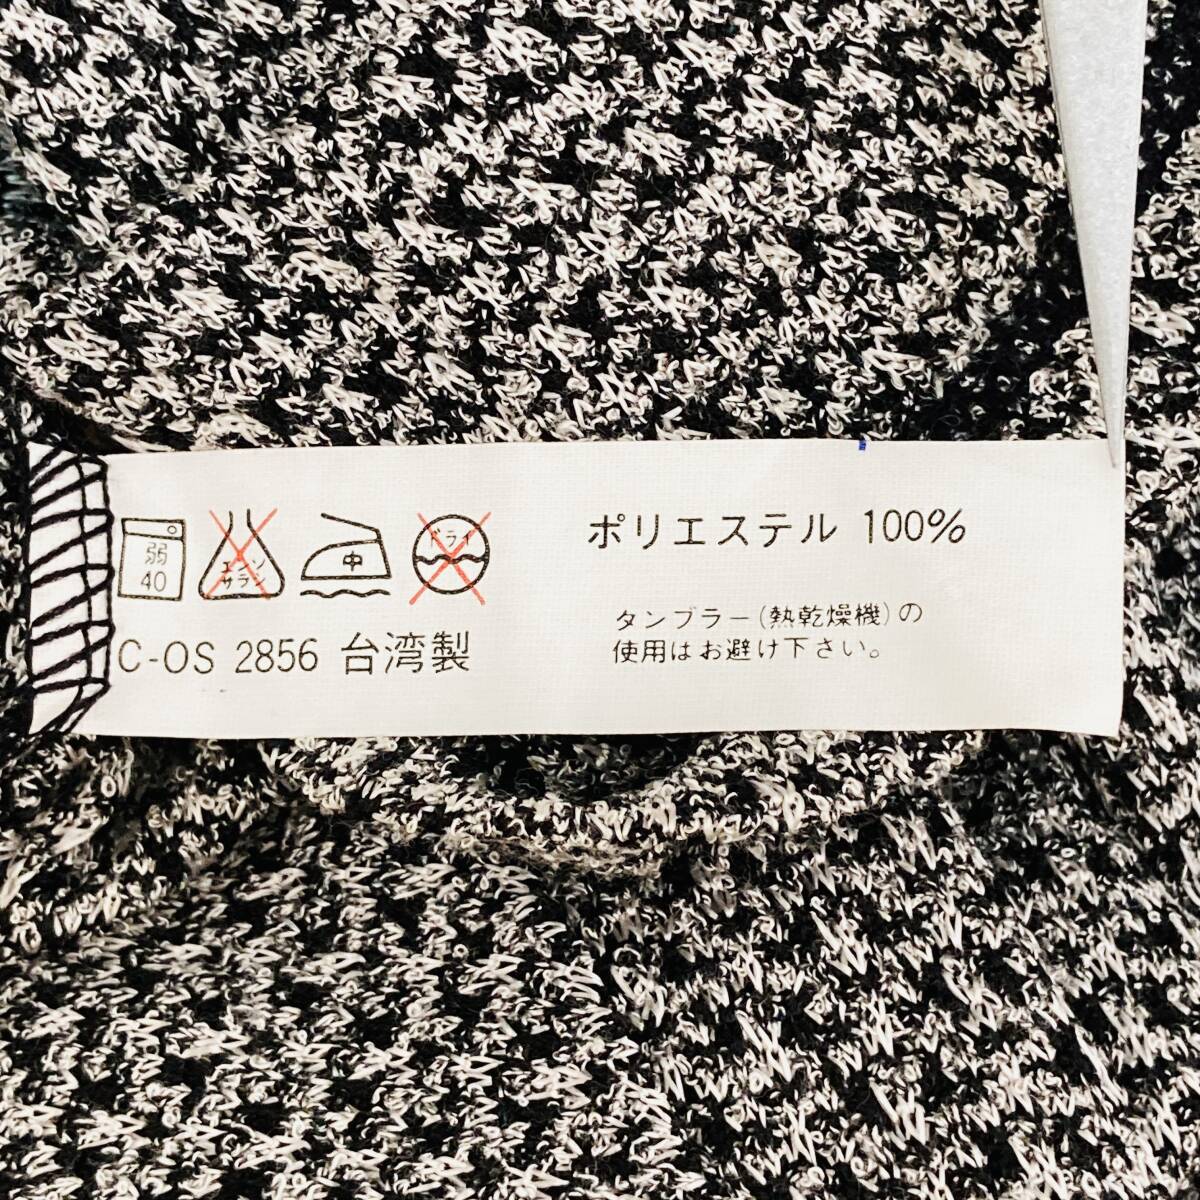 弱
40
エンソ
サラシ
中
ドライ
C-OS 2856 台湾製
ポリエステル 100%
タンブラー(熱乾燥機)の
使用はお避け下さい。